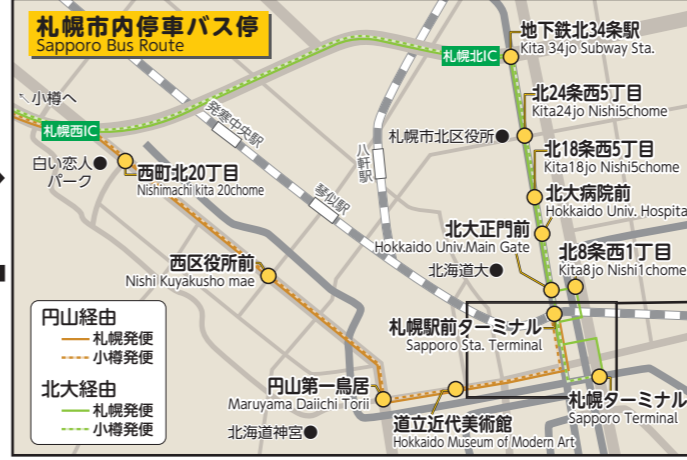 札幌市内停車バス停
Sapporo Bus Route
地下鉄北34条駅
Kita 34jo Subway Sta.
札幌北IC
北24条西5丁目
Kita24jo Nishi5chome
↖小樽へ
発寒中央駅
札幌市北区役所●
札幌西IC
八軒駅
北18条西5丁目
Kita18jo Nishi5chome
白い恋人●
パーク
西町北20丁目
Nishimachi kita 20chome
琴似駅
北大病院前
Hokkaido Univ. Hospita
北大正門前
Hokkaido Univ.Main Gate
北8条西1丁目
Kita8jo Nishi1chome
西区役所前
Nishi Kuyakusho mae
北海道大●
円山経由
札幌発便
小樽発便
北大経由
札幌発便
小樽発便
札幌駅前ターミナル
Sapporo Sta. Terminal
円山第一鳥居
Maruyama Daiichi Torii
道立近代美術館
Hokkaido Museum of Modern Art
札幌ターミナル
Sapporo Terminal
北海道神宮●